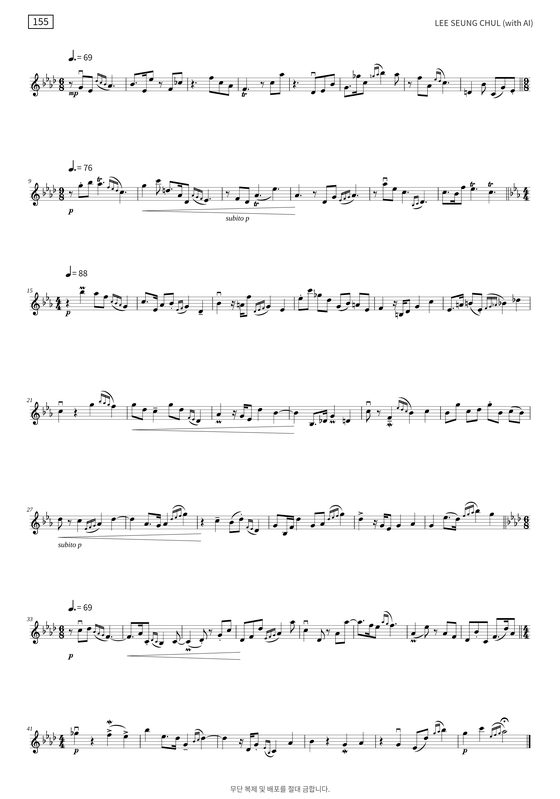 155
LEE SEUNG CHUL (with AI)
♩. = 69
mp
9
♩. = 76
p
subito p
15
♩ = 88
p
21
27
subito p
33
♩. = 69
p
41
p
무단 복제 및 배포를 절대 금합니다.